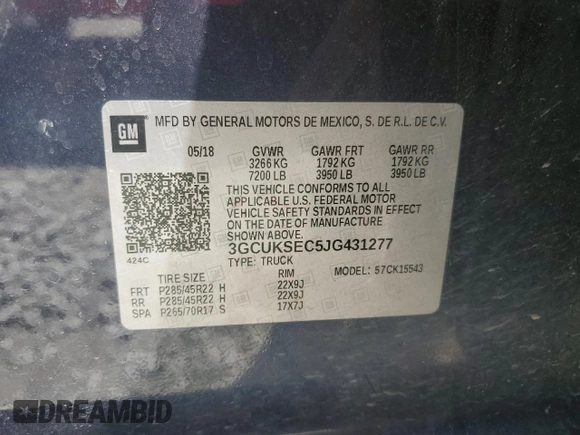 GM
MFD BY GENERAL MOTORS DE MEXICO, S. DE R.L. DE C.V.
05/18 GVWR GAWR FRT GAWR RR
3266 KG 1792 KG 1792 KG
7200 LB 3950 LB 3950 LB
THIS VEHICLE CONFORMS TO ALL
APPLICABLE U.S. FEDERAL MOTOR
VEHICLE SAFETY STANDARDS IN EFFECT
ON THE DATE OF MANUFACTURE
SHOWN ABOVE.
3GCUKSEC5JG431277
424C
TYPE: TRUCK MODEL: 57CK15543
TIRE SIZE RIM
FRT P285/45R22 H 22X9J
RR P285/45R22 H 22X9J
SPA P265/70R17 S 17X7J
DREAMBID